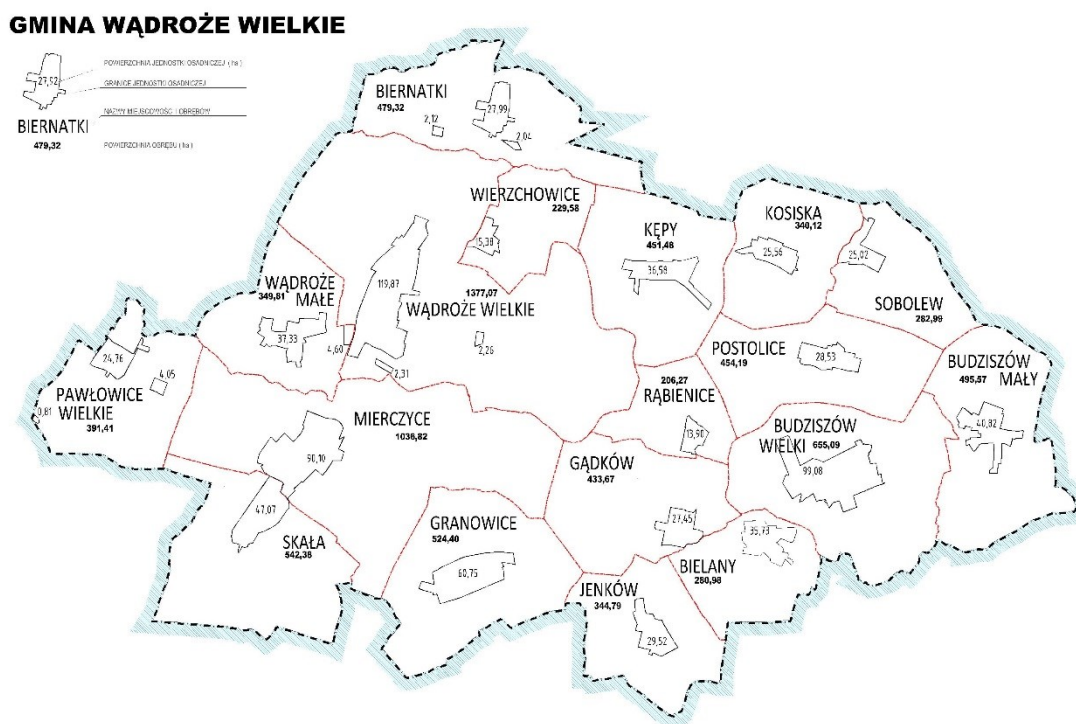 GMINA WĄDROŻE WIELKIE
27,92
POWIERZCHNIA JEDNOSTKI OSADNICZEJ ( ha )
GRANICE JEDNOSTKI OSADNICZEJ
NAZWY MIEJSCOWOŚCI I OBRĘBÓW
BIERNATKI
479,32
POWIERZCHNIA OBRĘBU ( ha )
BIERNATKI
479,32
2,12
27,99
2,04
WIERZCHOWICE
229,58
15,38
KĘPY
451,48
36,58
KOSISKA
340,12
25,56
25,02
SOBOLEW
282,99
WĄDROŻE
MAŁE
349,81
37,33
4,60
119,87
1377,07
WĄDROŻE WIELKIE
2,26
2,31
POSTOLICE
454,19
28,53
BUDZISZÓW
MAŁY
495,57
40,82
24,76
4,05
0,81
PAWŁOWICE
WIELKIE
391,41
MIERCZYCE
1036,82
90,10
206,27
RĄBIENICE
13,90
BUDZISZÓW
WIELKI
655,09
99,08
GĄDKÓW
433,67
27,45
47,07
SKAŁA
542,38
GRANOWICE
524,40
60,75
35,73
BIELANY
280,98
JENKÓW
344,79
29,52